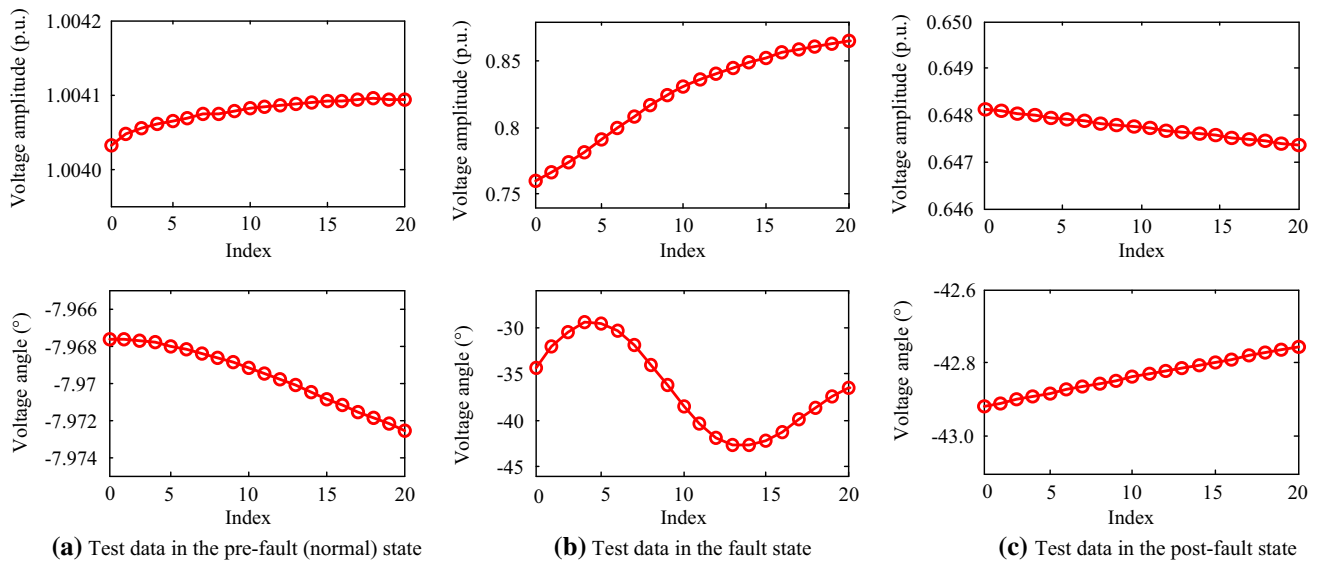 Voltage amplitude (p.u.)
1.0042
1.0041
1.0040
0 5 10 15 20
Index
Voltage amplitude (p.u.)
0.85
0.8
0.75
0 5 10 15 20
Index
Voltage amplitude (p.u.)
0.650
0.649
0.648
0.647
0.646
0 5 10 15 20
Index
Voltage angle (°)
-7.966
-7.968
-7.97
-7.972
-7.974
0 5 10 15 20
Index
Voltage angle (°)
-30
-35
-40
-45
0 5 10 15 20
Index
Voltage angle (°)
-42.6
-42.8
-43.0
0 5 10 15 20
Index
(a) Test data in the pre-fault (normal) state
(b) Test data in the fault state
(c) Test data in the post-fault state